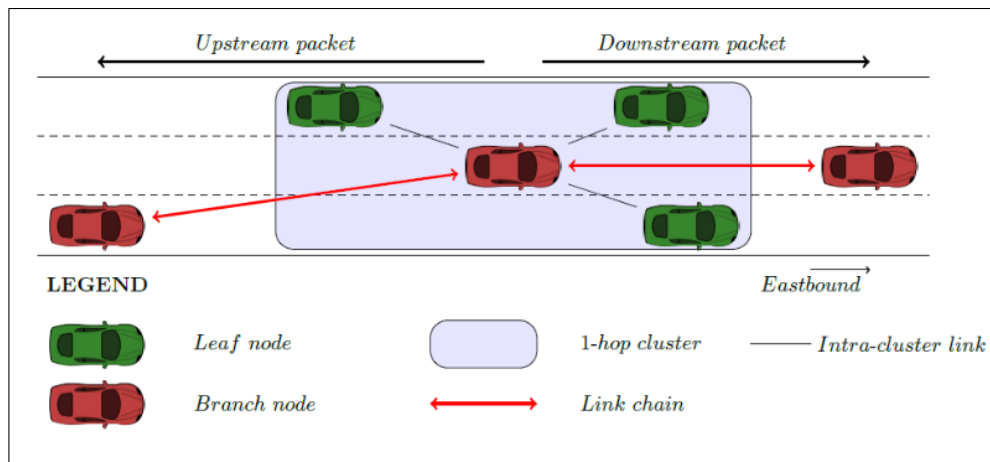 Upstream packet
Downstream packet
LEGEND
Eastbound
Leaf node
1-hop cluster
Intra-cluster link
Branch node
Link chain